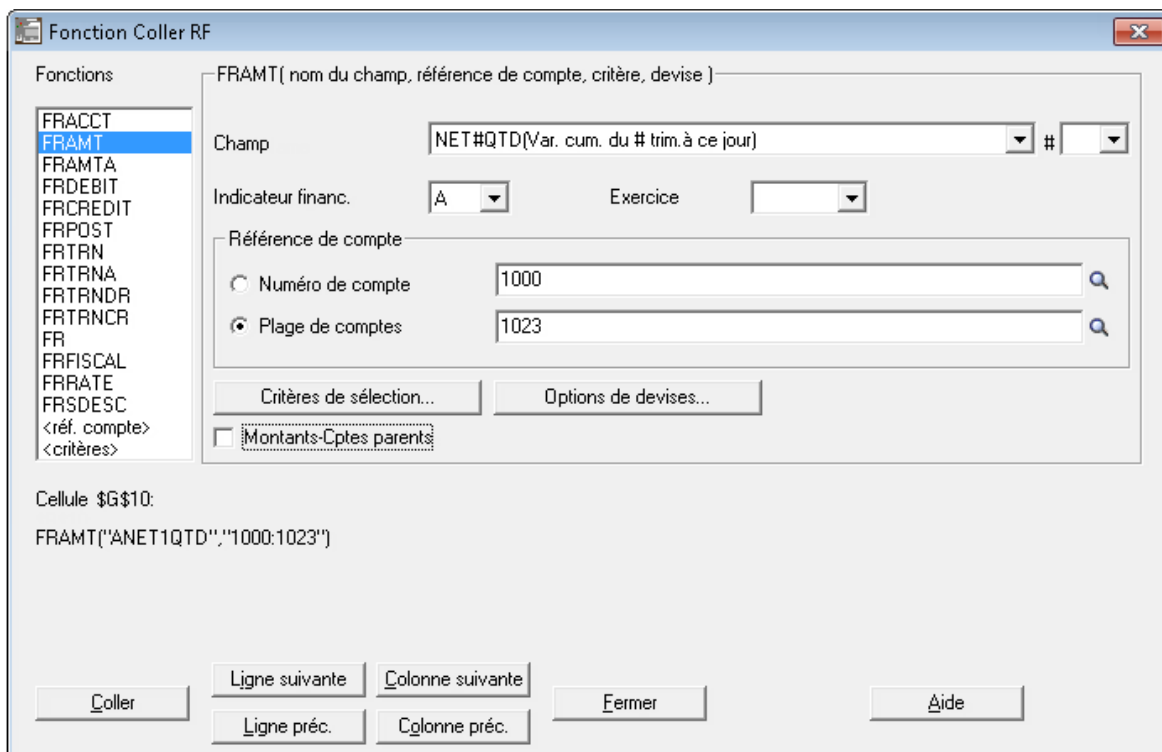 Fonction Coller RF
Fonctions
FRAMT( nom du champ, référence de compte, critère, devise )
FRACCT
FRAMT
FRAMTA
FRDEBIT
FRCREDIT
FRPOST
FRTRN
FRTRNA
FRTRNDR
FRTRNCR
FR
FRFISCAL
FRRATE
FRSDESC
<réf. compte>
<critères>
Champ
NET#QTD(Var. cum. du # trim.à ce jour)
#
Indicateur financ.
A
Exercice
Référence de compte
Numéro de compte
1000
Plage de comptes
1023
Critères de sélection...
Options de devises...
Montants-Cptes parents
Cellule $G$10:
FRAMT("ANET1QTD","1000:1023")
Coller
Ligne suivante
Colonne suivante
Ligne préc.
Colonne préc.
Fermer
Aide